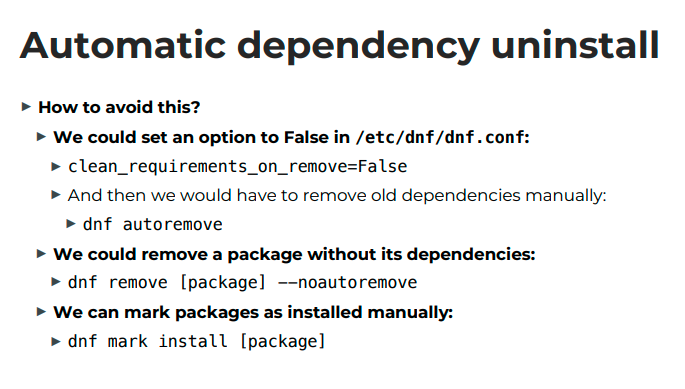 Automatic dependency uninstall
How to avoid this?
We could set an option to False in /etc/dnf/dnf.conf:
clean_requirements_on_remove=False
And then we would have to remove old dependencies manually:
dnf autoremove
We could remove a package without its dependencies:
dnf remove [package] --noautoremove
We can mark packages as installed manually:
dnf mark install [package]